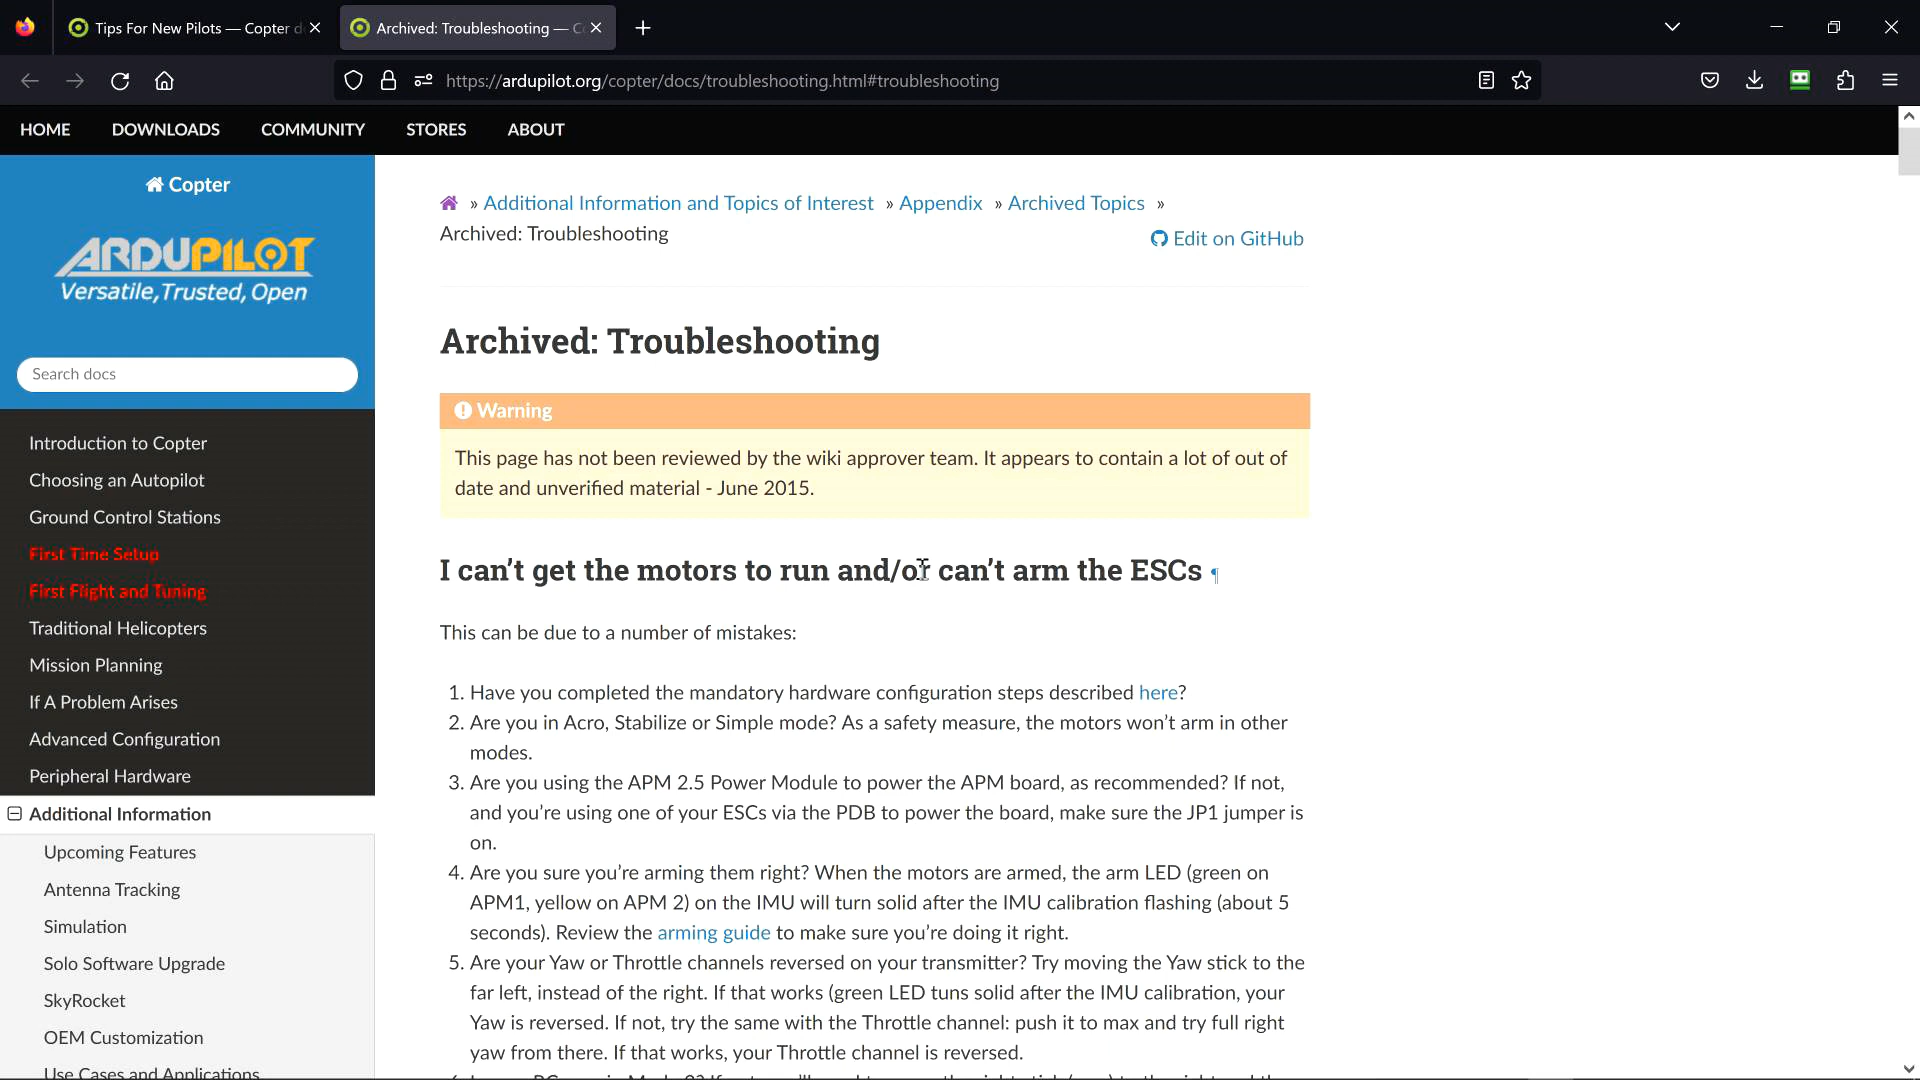 Tips For New Pilots — Copter d
Archived: Troubleshooting — C
https://ardupilot.org/copter/docs/troubleshooting.html#troubleshooting
HOME
DOWNLOADS
COMMUNITY
STORES
ABOUT
Copter
ARDUPILOT
Versatile,Trusted, Open
Search docs
Introduction to Copter
Choosing an Autopilot
Ground Control Stations
First Time Setup
First Flight and Tuning
Traditional Helicopters
Mission Planning
If A Problem Arises
Advanced Configuration
Peripheral Hardware
Additional Information
Upcoming Features
Antenna Tracking
Simulation
Solo Software Upgrade
SkyRocket
OEM Customization
Use Cases and Applications
» Additional Information and Topics of Interest » Appendix » Archived Topics »
Archived: Troubleshooting
Edit on GitHub
Archived: Troubleshooting
Warning
This page has not been reviewed by the wiki approver team. It appears to contain a lot of out of
date and unverified material - June 2015.
I can’t get the motors to run and/or can’t arm the ESCs ¶
This can be due to a number of mistakes:
1. Have you completed the mandatory hardware configuration steps described here?
2. Are you in Acro, Stabilize or Simple mode? As a safety measure, the motors won’t arm in other
modes.
3. Are you using the APM 2.5 Power Module to power the APM board, as recommended? If not,
and you’re using one of your ESCs via the PDB to power the board, make sure the JP1 jumper is
on.
4. Are you sure you’re arming them right? When the motors are armed, the arm LED (green on
APM1, yellow on APM 2) on the IMU will turn solid after the IMU calibration flashing (about 5
seconds). Review the arming guide to make sure you’re doing it right.
5. Are your Yaw or Throttle channels reversed on your transmitter? Try moving the Yaw stick to the
far left, instead of the right. If that works (green LED tuns solid after the IMU calibration, your
Yaw is reversed. If not, try the same with the Throttle channel: push it to max and try full right
yaw from there. If that works, your Throttle channel is reversed.